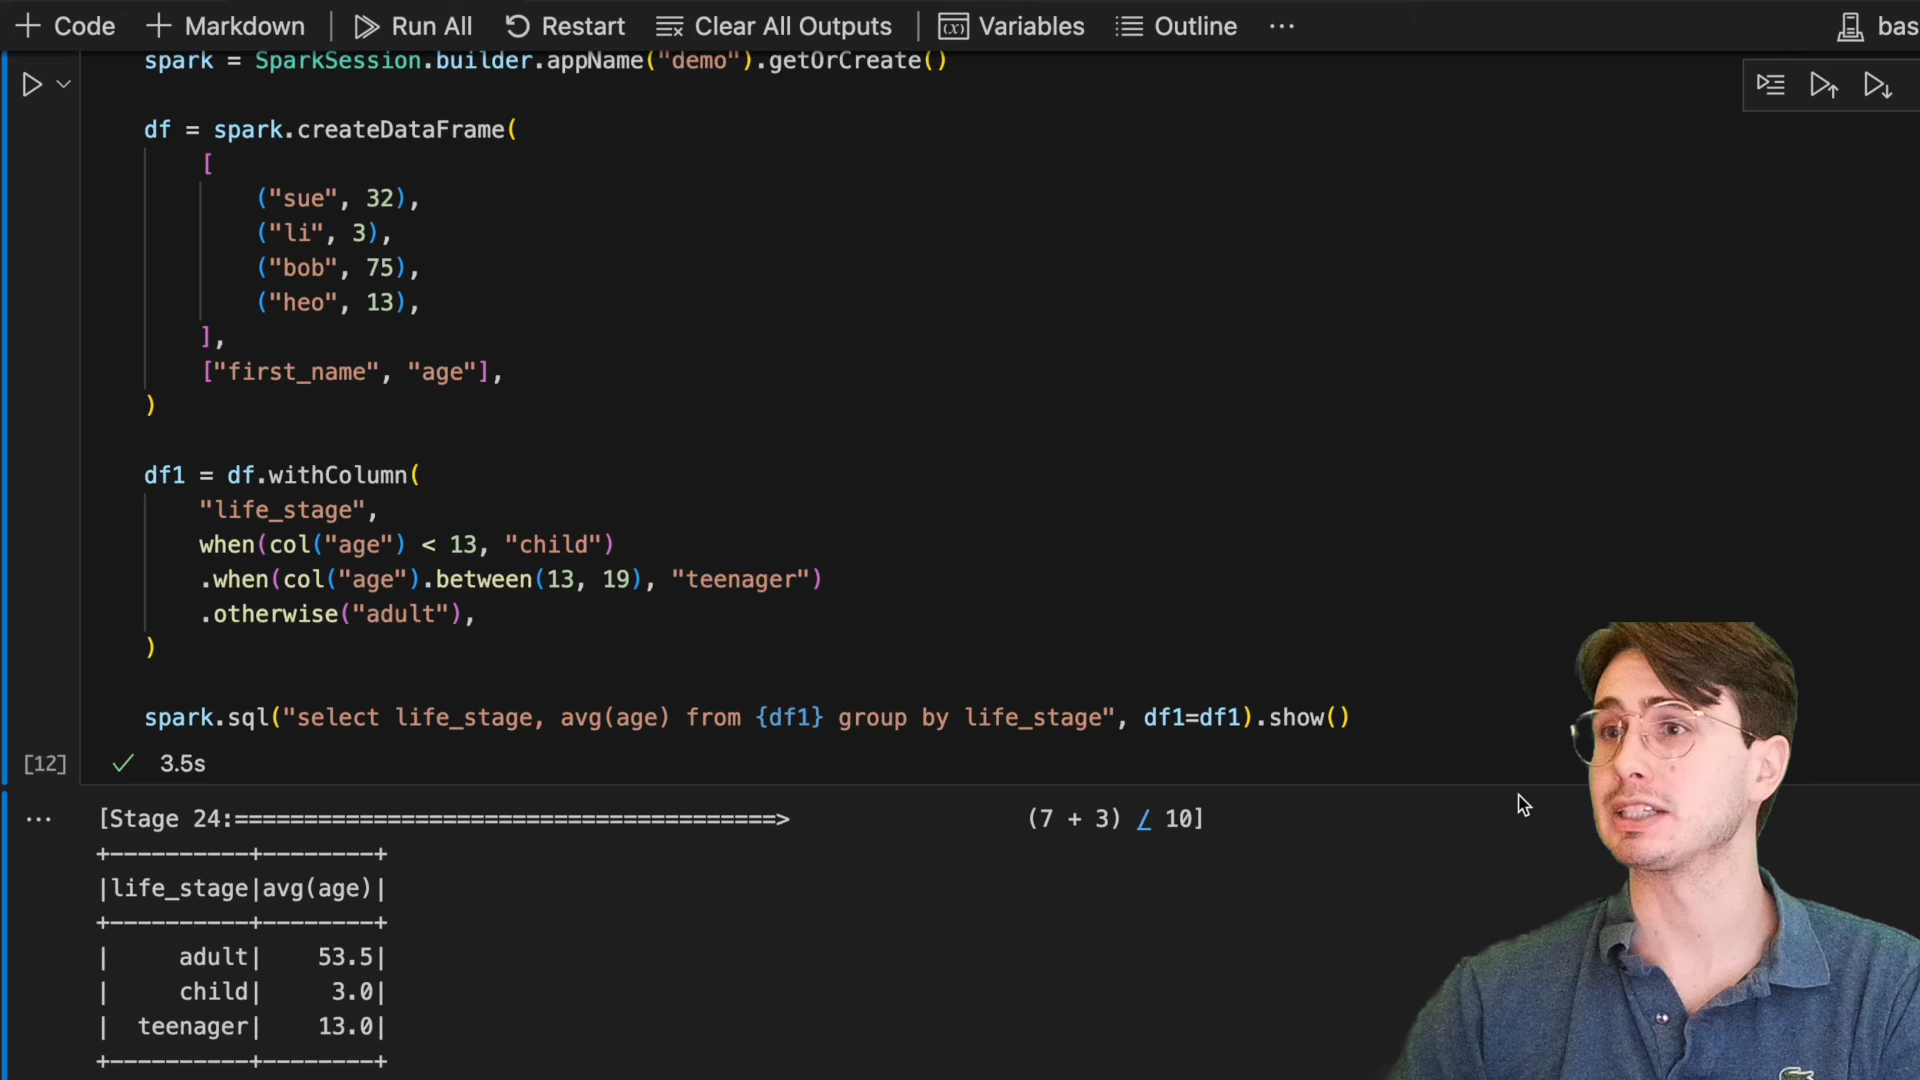 Code Markdown Run All Restart Clear All Outputs (x) Variables Outline ··· bas
spark = SparkSession.builder.appName("demo").getOrCreate()
df = spark.createDataFrame(
[
("sue", 32),
("li", 3),
("bob", 75),
("heo", 13),
],
["first_name", "age"],
)
df1 = df.withColumn(
"life_stage",
when(col("age") < 13, "child")
.when(col("age").between(13, 19), "teenager")
.otherwise("adult"),
)
spark.sql("select life_stage, avg(age) from {df1} group by life_stage", df1=df1).show()
[12] ✓ 3.5s
··· [Stage 24:=======================================> (7 + 3) / 10]
+----------+--------+
|life_stage|avg(age)|
+----------+--------+
|     adult|    53.5|
|     child|     3.0|
|  teenager|    13.0|
+----------+--------+